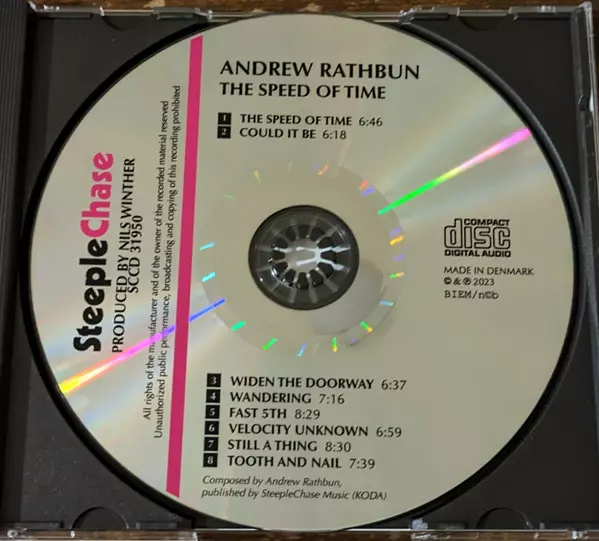 ANDREW RATHBUN
THE SPEED OF TIME
1 THE SPEED OF TIME 6:46
2 COULD IT BE 6:18
SteepleChase
PRODUCED BY NILS WINTHER
SCCD 31950
All rights of the manufacturer and of the owner of the recorded material reserved
Unauthorized public performance, broadcasting and copying of this recording prohibited
COMPACT
disc
DIGITAL AUDIO
MADE IN DENMARK
© & ℗ 2023
BIEM/n©b
3 WIDEN THE DOORWAY 6:37
4 WANDERING 7:16
5 FAST 5TH 8:29
6 VELOCITY UNKNOWN 6:59
7 STILL A THING 8:30
8 TOOTH AND NAIL 7:39
Composed by Andrew Rathbun,
published by SteepleChase Music (KODA)